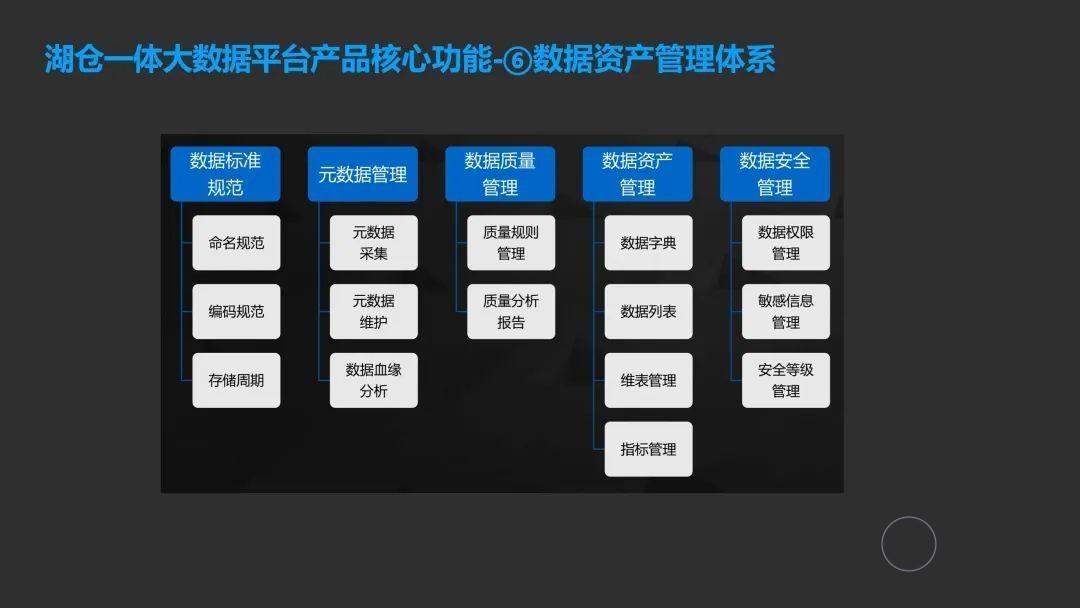 湖仓一体大数据平台产品核心功能-⑥数据资产管理体系
数据标准
规范
命名规范
编码规范
存储周期
元数据管理
元数据
采集
元数据
维护
数据血缘
分析
数据质量
管理
质量规则
管理
质量分析
报告
数据资产
管理
数据字典
数据列表
维表管理
指标管理
数据安全
管理
数据权限
管理
敏感信息
管理
安全等级
管理